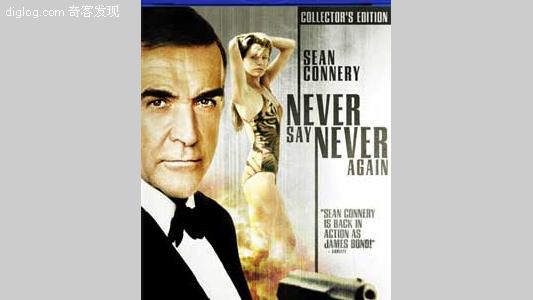 diglog.com 奇客发现
COLLECTOR'S EDITION
SEAN
CONNERY
NEVER
SAY NEVER
AGAIN
"SEAN CONNERY
IS BACK IN
ACTION AS
JAMES BOND!"